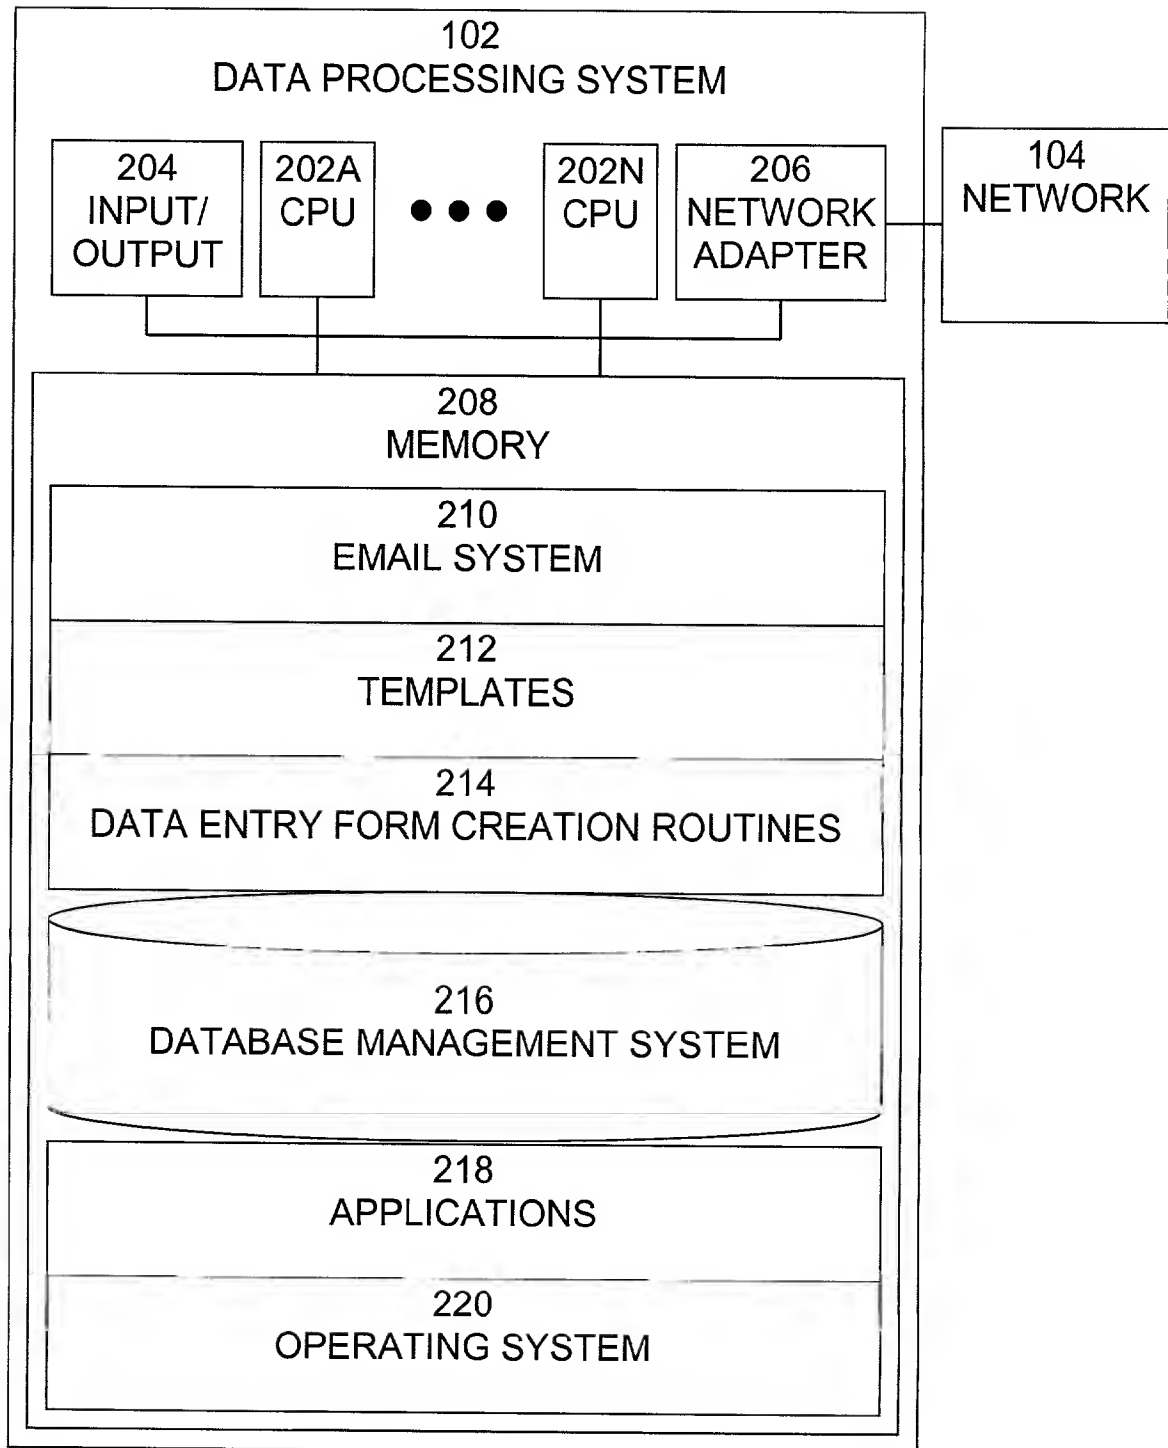 102
DATA PROCESSING SYSTEM
204
INPUT/
OUTPUT
202A
CPU
202N
CPU
206
NETWORK
ADAPTER
104
NETWORK
208
MEMORY
210
EMAIL SYSTEM
212
TEMPLATES
214
DATA ENTRY FORM CREATION ROUTINES
216
DATABASE MANAGEMENT SYSTEM
218
APPLICATIONS
220
OPERATING SYSTEM